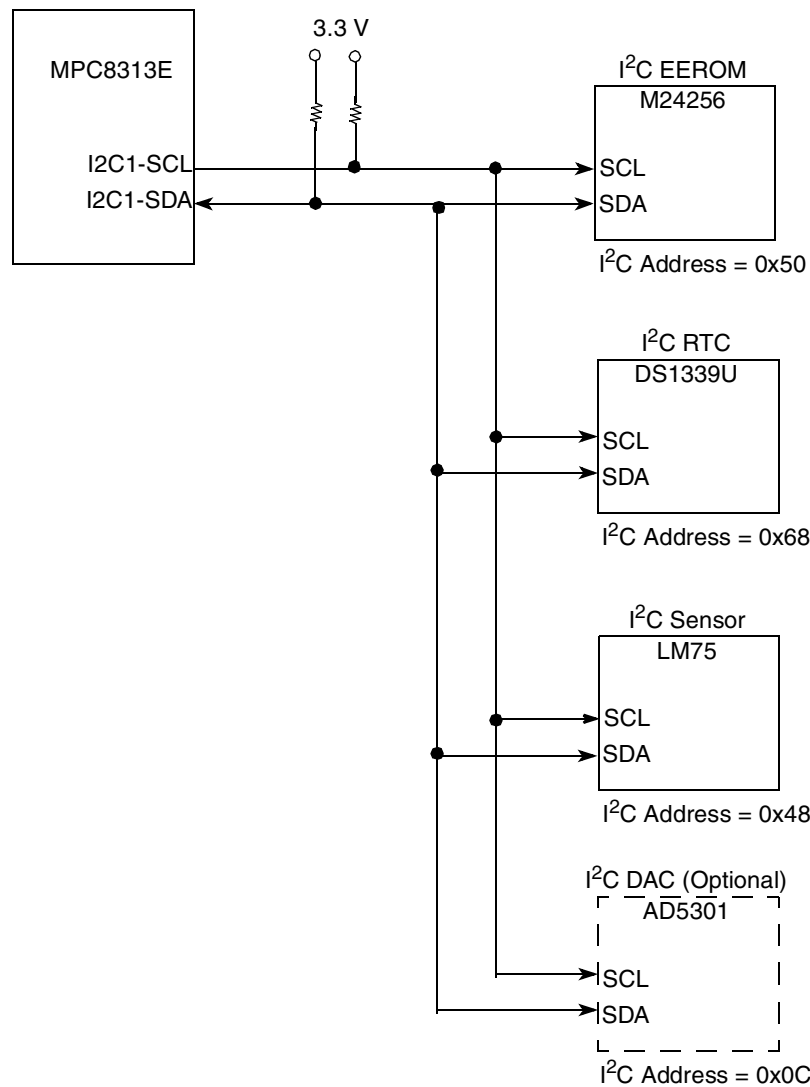 3.3 V
MPC8313E
I2C1-SCL
I2C1-SDA
I²C EEROM
M24256
SCL
SDA
I²C Address = 0x50
I²C RTC
DS1339U
SCL
SDA
I²C Address = 0x68
I²C Sensor
LM75
SCL
SDA
I²C Address = 0x48
I²C DAC (Optional)
AD5301
SCL
SDA
I²C Address = 0x0C